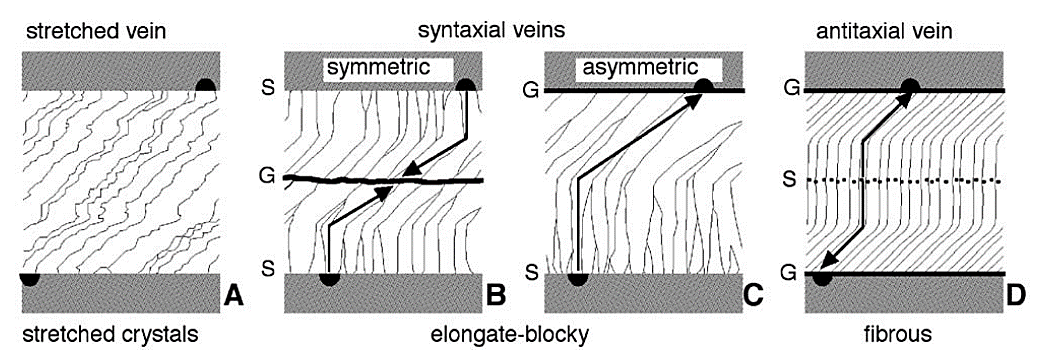 stretched vein
syntaxial veins
antitaxial vein
symmetric
asymmetric
S
G
S
G
S
G
S
G
A
B
C
D
stretched crystals
elongate-blocky
fibrous